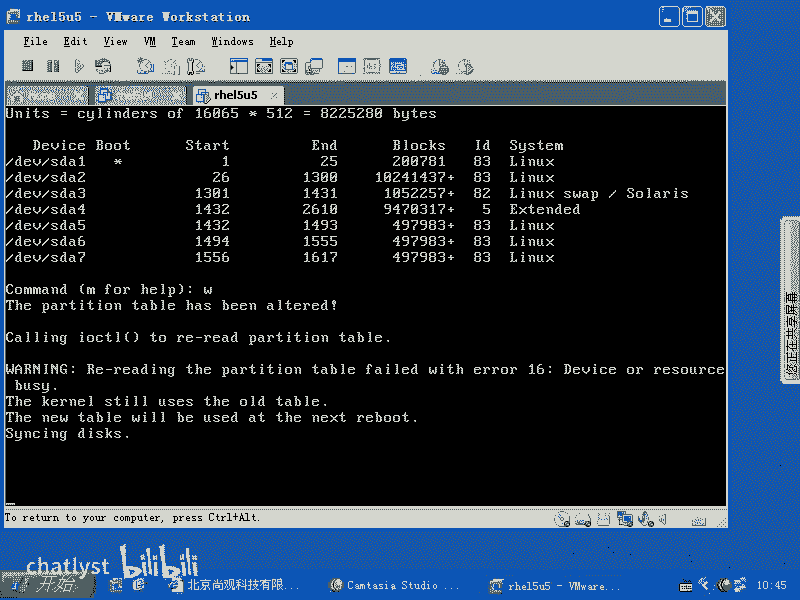 rhel5u5 - VMware Workstation
File Edit View VM Team Windows Help
rhel5u5
Units = cylinders of 16065 * 512 = 8225280 bytes
Device Boot Start End Blocks Id System
/dev/sda1 * 1 25 200781 83 Linux
/dev/sda2 26 1300 10241437+ 83 Linux
/dev/sda3 1301 1431 1052257+ 82 Linux swap / Solaris
/dev/sda4 1432 2610 9470317+ 5 Extended
/dev/sda5 1432 1493 497983+ 83 Linux
/dev/sda6 1494 1555 497983+ 83 Linux
/dev/sda7 1556 1617 497983+ 83 Linux
Command (m for help): w
The partition table has been altered!
Calling ioctl() to re-read partition table.
WARNING: Re-reading the partition table failed with error 16: Device or resource
busy.
The kernel still uses the old table.
The new table will be used at the next reboot.
Syncing disks.
To return to your computer, press Ctrl+Alt.
您正在共享屏幕
chatlyst bilibili
开始
北京尚观科技有限...
Camtasia Studio ...
rhel5u5 - VMware...
10:45